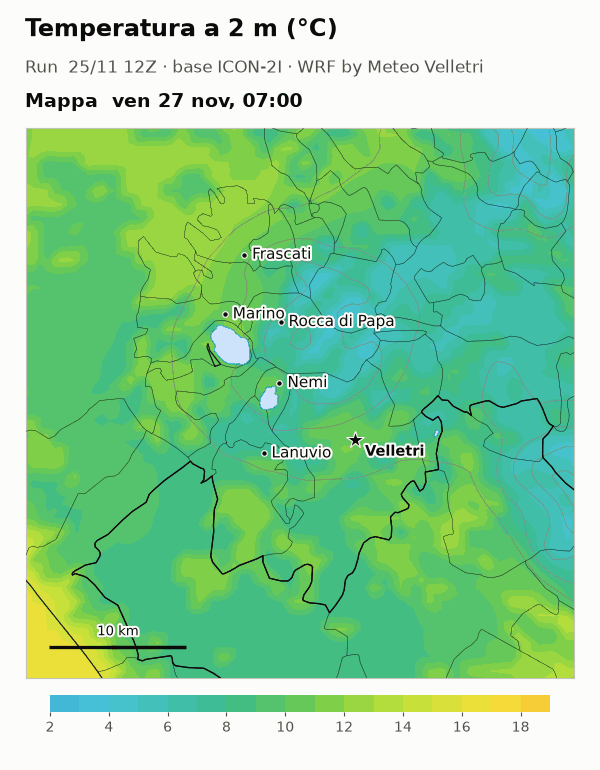 Temperatura a 2 m (°C)
Run  25/11 12Z · base ICON-2I · WRF by Meteo Velletri
Mappa  ven 27 nov, 07:00
Frascati
Marino
Rocca di Papa
Nemi
Velletri
Lanuvio
10 km
2 4 6 8 10 12 14 16 18